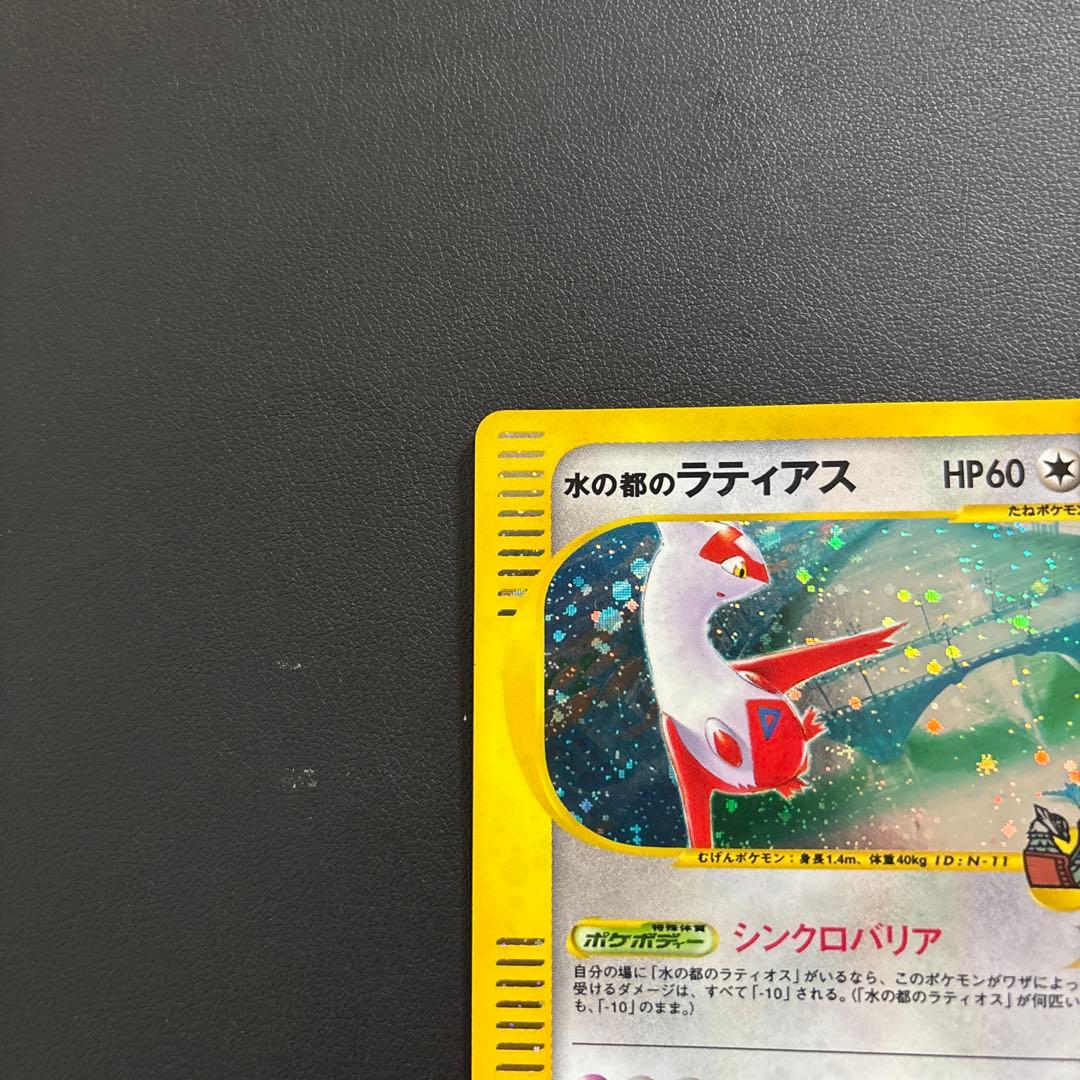 水の都のラティアス HP60
たねポケモン
むげんポケモン：身長1.4m、体重40kg ID:N-11
特殊体質
ポケボディー シンクロバリア
自分の場に「水の都のラティオス」がいるなら、このポケモンがワザによっ
受けるダメージは、すべて「-10」される。（「水の都のラティオス」が何匹い
も、「-10」のまま。）